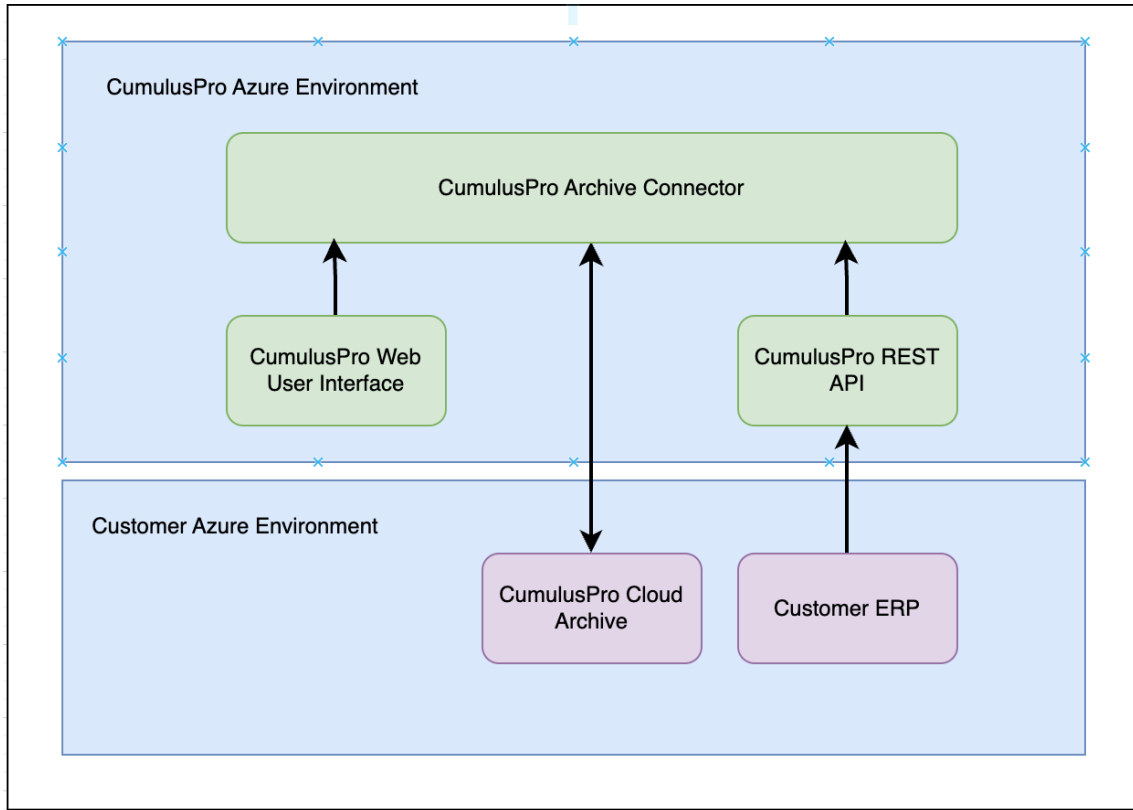 CumulusPro Azure Environment
CumulusPro Archive Connector
CumulusPro Web
User Interface
CumulusPro REST
API
Customer Azure Environment
CumulusPro Cloud
Archive
Customer ERP